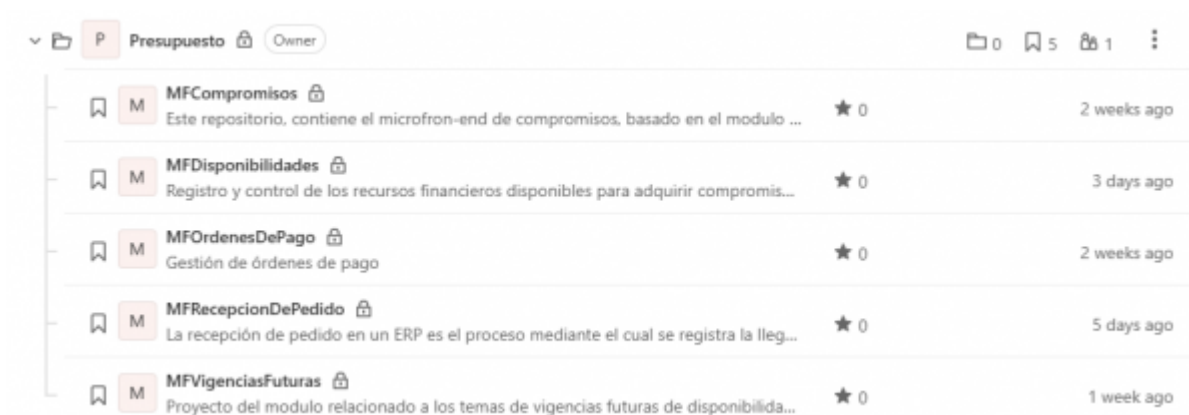 P Presupuesto Owner 0 5 1
M MFCompromisos
Este repositorio, contiene el microfron-end de compromisos, basado en el modulo ... 0 2 weeks ago
M MFDisponibilidades
Registro y control de los recursos financieros disponibles para adquirir compromis... 0 3 days ago
M MFOrdenesDePago
Gestión de órdenes de pago 0 2 weeks ago
M MFRecepcionDePedido
La recepción de pedido en un ERP es el proceso mediante el cual se registra la lleg... 0 5 days ago
M MFVigenciasFuturas
Proyecto del modulo relacionado a los temas de vigencias futuras de disponibilida... 0 1 week ago